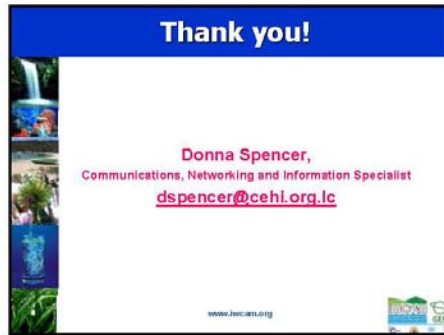 Thank you!
Donna Spencer,
Communications, Networking and Information Specialist
dspencer@cehi.org.lc
www.iwcam.org